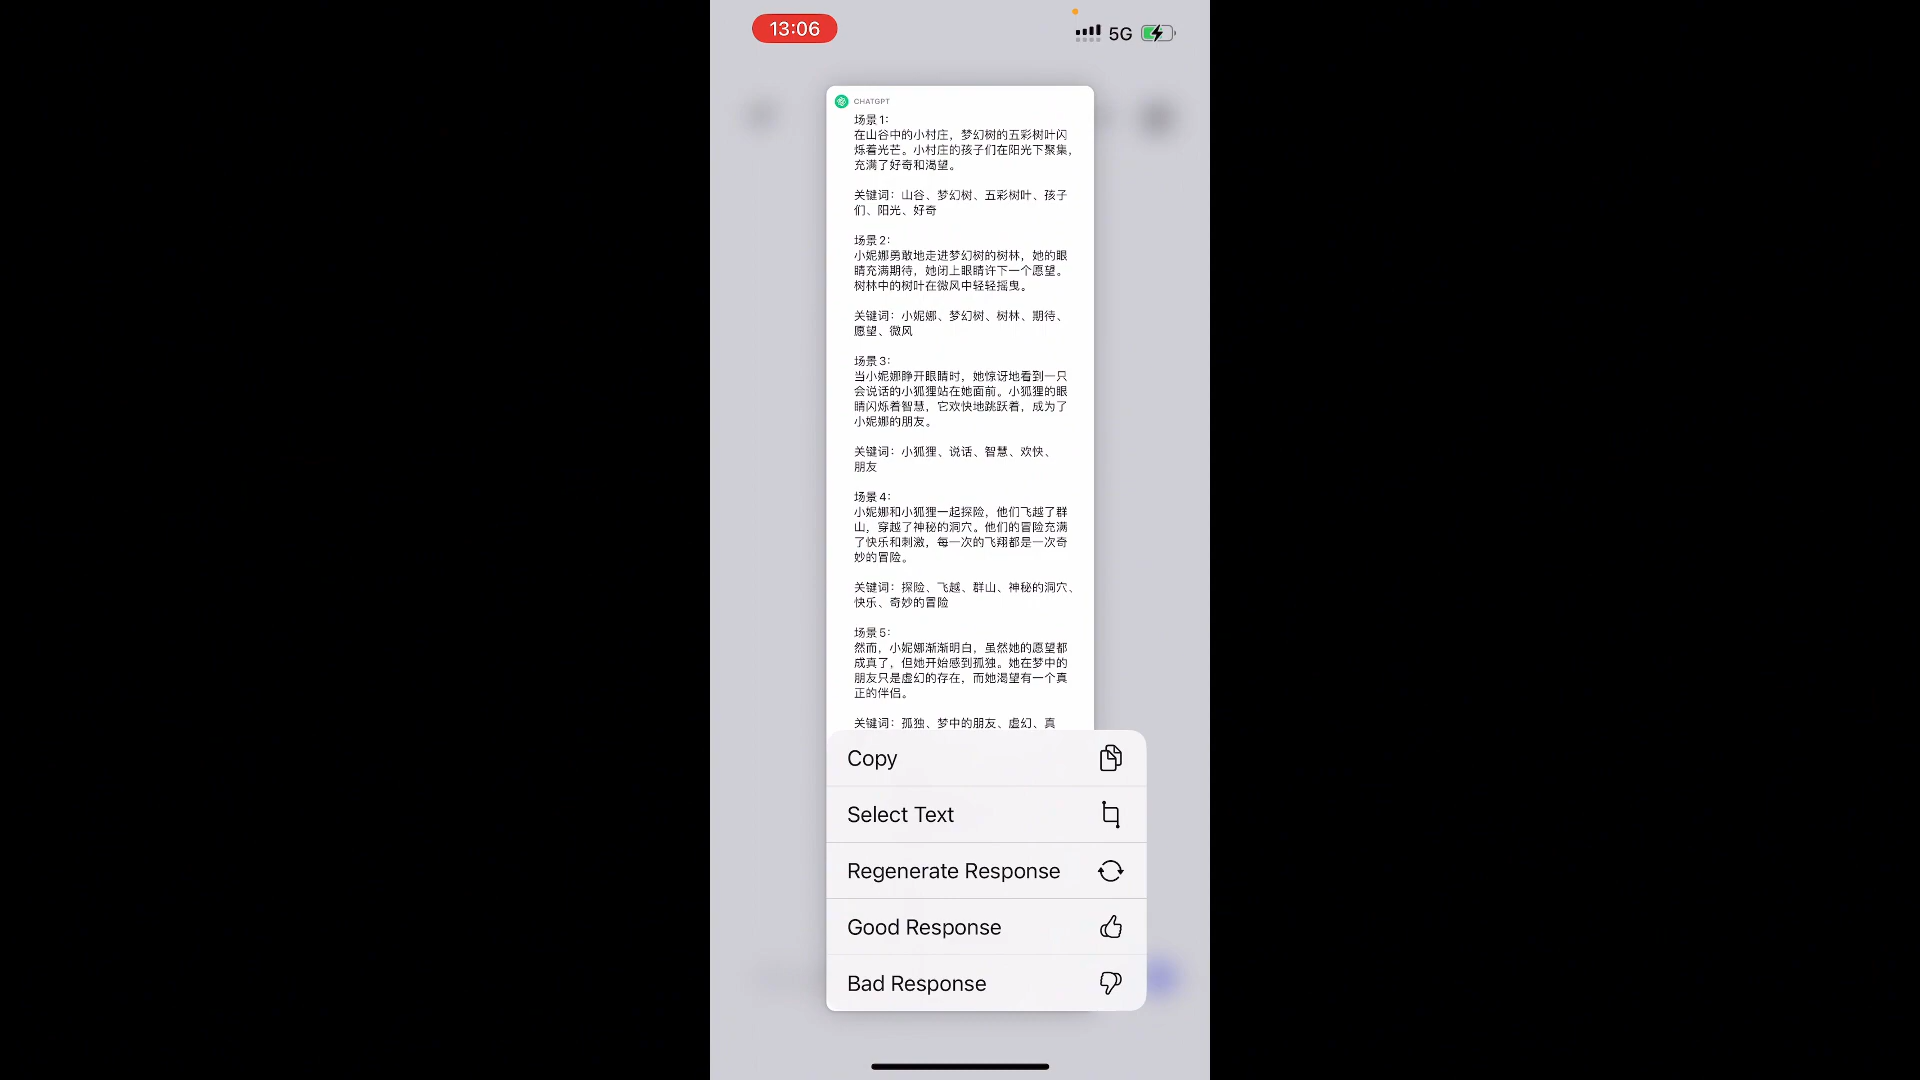 13:06
5G
CHATGPT
场景1：
在山谷中的小村庄，梦幻树的五彩树叶闪
烁着光芒。小村庄的孩子们在阳光下聚集，
充满了好奇和渴望。
关键词：山谷、梦幻树、五彩树叶、孩子
们、阳光、好奇
场景2：
小妮娜勇敢地走进梦幻树的树林，她的眼
睛充满期待，她闭上眼睛许下一个愿望。
树林中的树叶在微风中轻轻摇曳。
关键词：小妮娜、梦幻树、树林、期待、
愿望、微风
场景3：
当小妮娜睁开眼睛时，她惊讶地看到一只
会说话的小狐狸站在她面前。小狐狸的眼
睛闪烁着智慧，它欢快地跳跃着，成为了
小妮娜的朋友。
关键词：小狐狸、说话、智慧、欢快、
朋友
场景4：
小妮娜和小狐狸一起探险，他们飞越了群
山，穿越了神秘的洞穴。他们的冒险充满
了快乐和刺激，每一次的飞翔都是一次奇
妙的冒险。
关键词：探险、飞越、群山、神秘的洞穴、
快乐、奇妙的冒险
场景5：
然而，小妮娜渐渐明白，虽然她的愿望都
成真了，但她开始感到孤独。她在梦中的
朋友只是虚幻的存在，而她渴望有一个真
正的伴侣。
关键词：孤独、梦中的朋友、虚幻、真
Copy
Select Text
Regenerate Response
Good Response
Bad Response